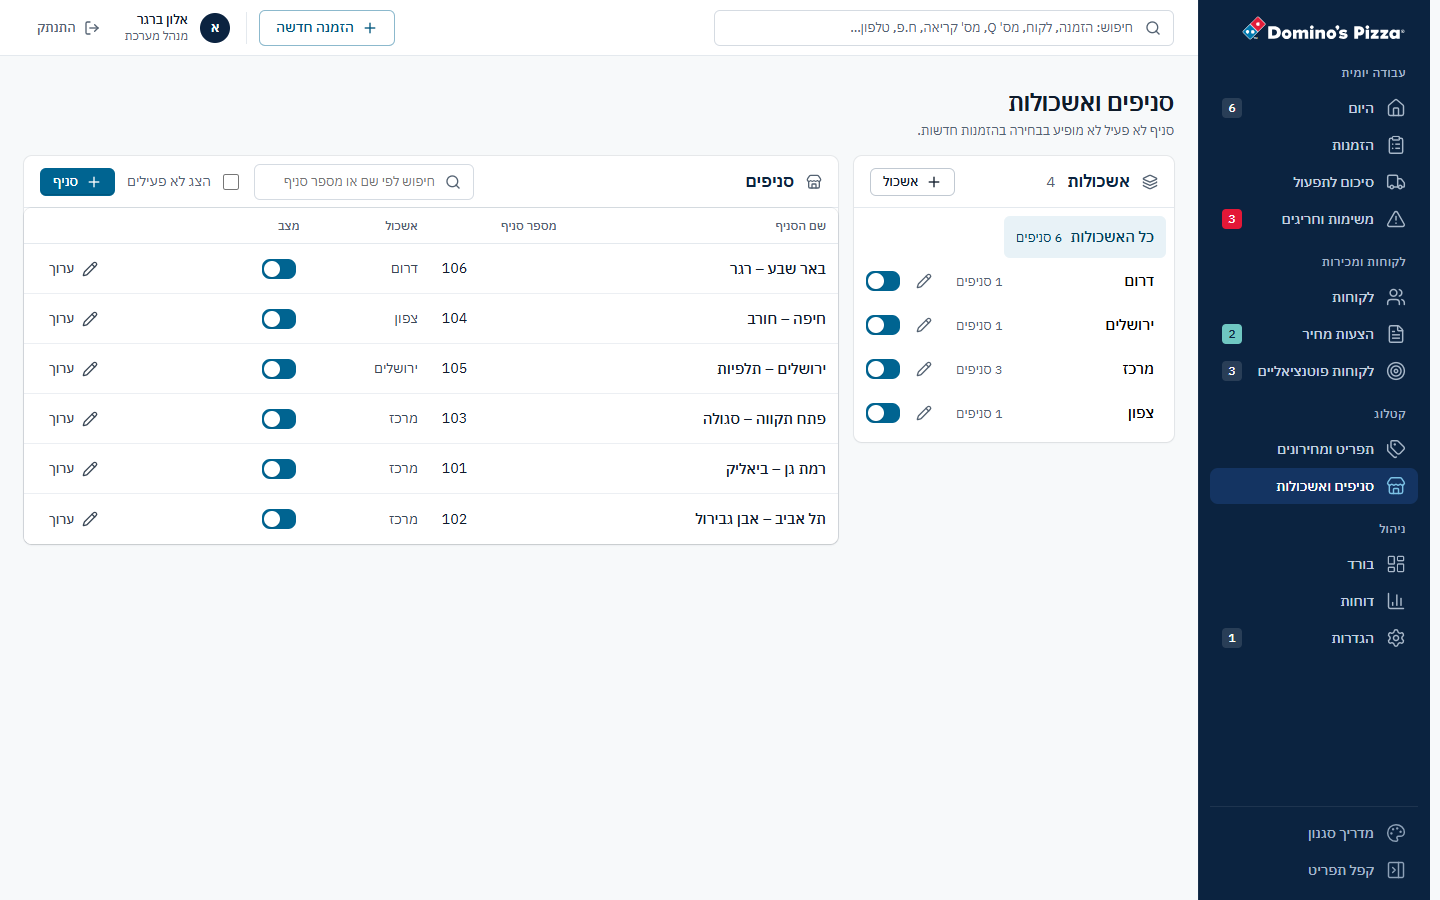 Domino's Pizza
עבודה יומית
היום 6
הזמנות
סיכום לתפעול
משימות וחריגים 3
לקוחות ומכירות
לקוחות
הצעות מחיר 2
לקוחות פוטנציאליים 3
קטלוג
תפריט ומחירונים
סניפים ואשכולות
ניהול
בורד
דוחות
הגדרות 1
מדריך סגנון
קפל תפריט
חיפוש: הזמנה, לקוח, מס' Q, מס' קריאה, ח.פ, טלפון...
הזמנה חדשה
א
אלון ברגר
מנהל מערכת
התנתק
סניפים ואשכולות
סניף לא פעיל לא מופיע בבחירה בהזמנות חדשות.
אשכולות 4
אשכול
כל האשכולות 6 סניפים
דרום 1 סניפים
ירושלים 1 סניפים
מרכז 3 סניפים
צפון 1 סניפים
סניפים
חיפוש לפי שם או מספר סניף
הצג לא פעילים
סניף
שם הסניף מספר סניף אשכול מצב
באר שבע – רגר 106 דרום ערוך
חיפה – חורב 104 צפון ערוך
ירושלים – תלפיות 105 ירושלים ערוך
פתח תקווה – סגולה 103 מרכז ערוך
רמת גן – ביאליק 101 מרכז ערוך
תל אביב – אבן גבירול 102 מרכז ערוך